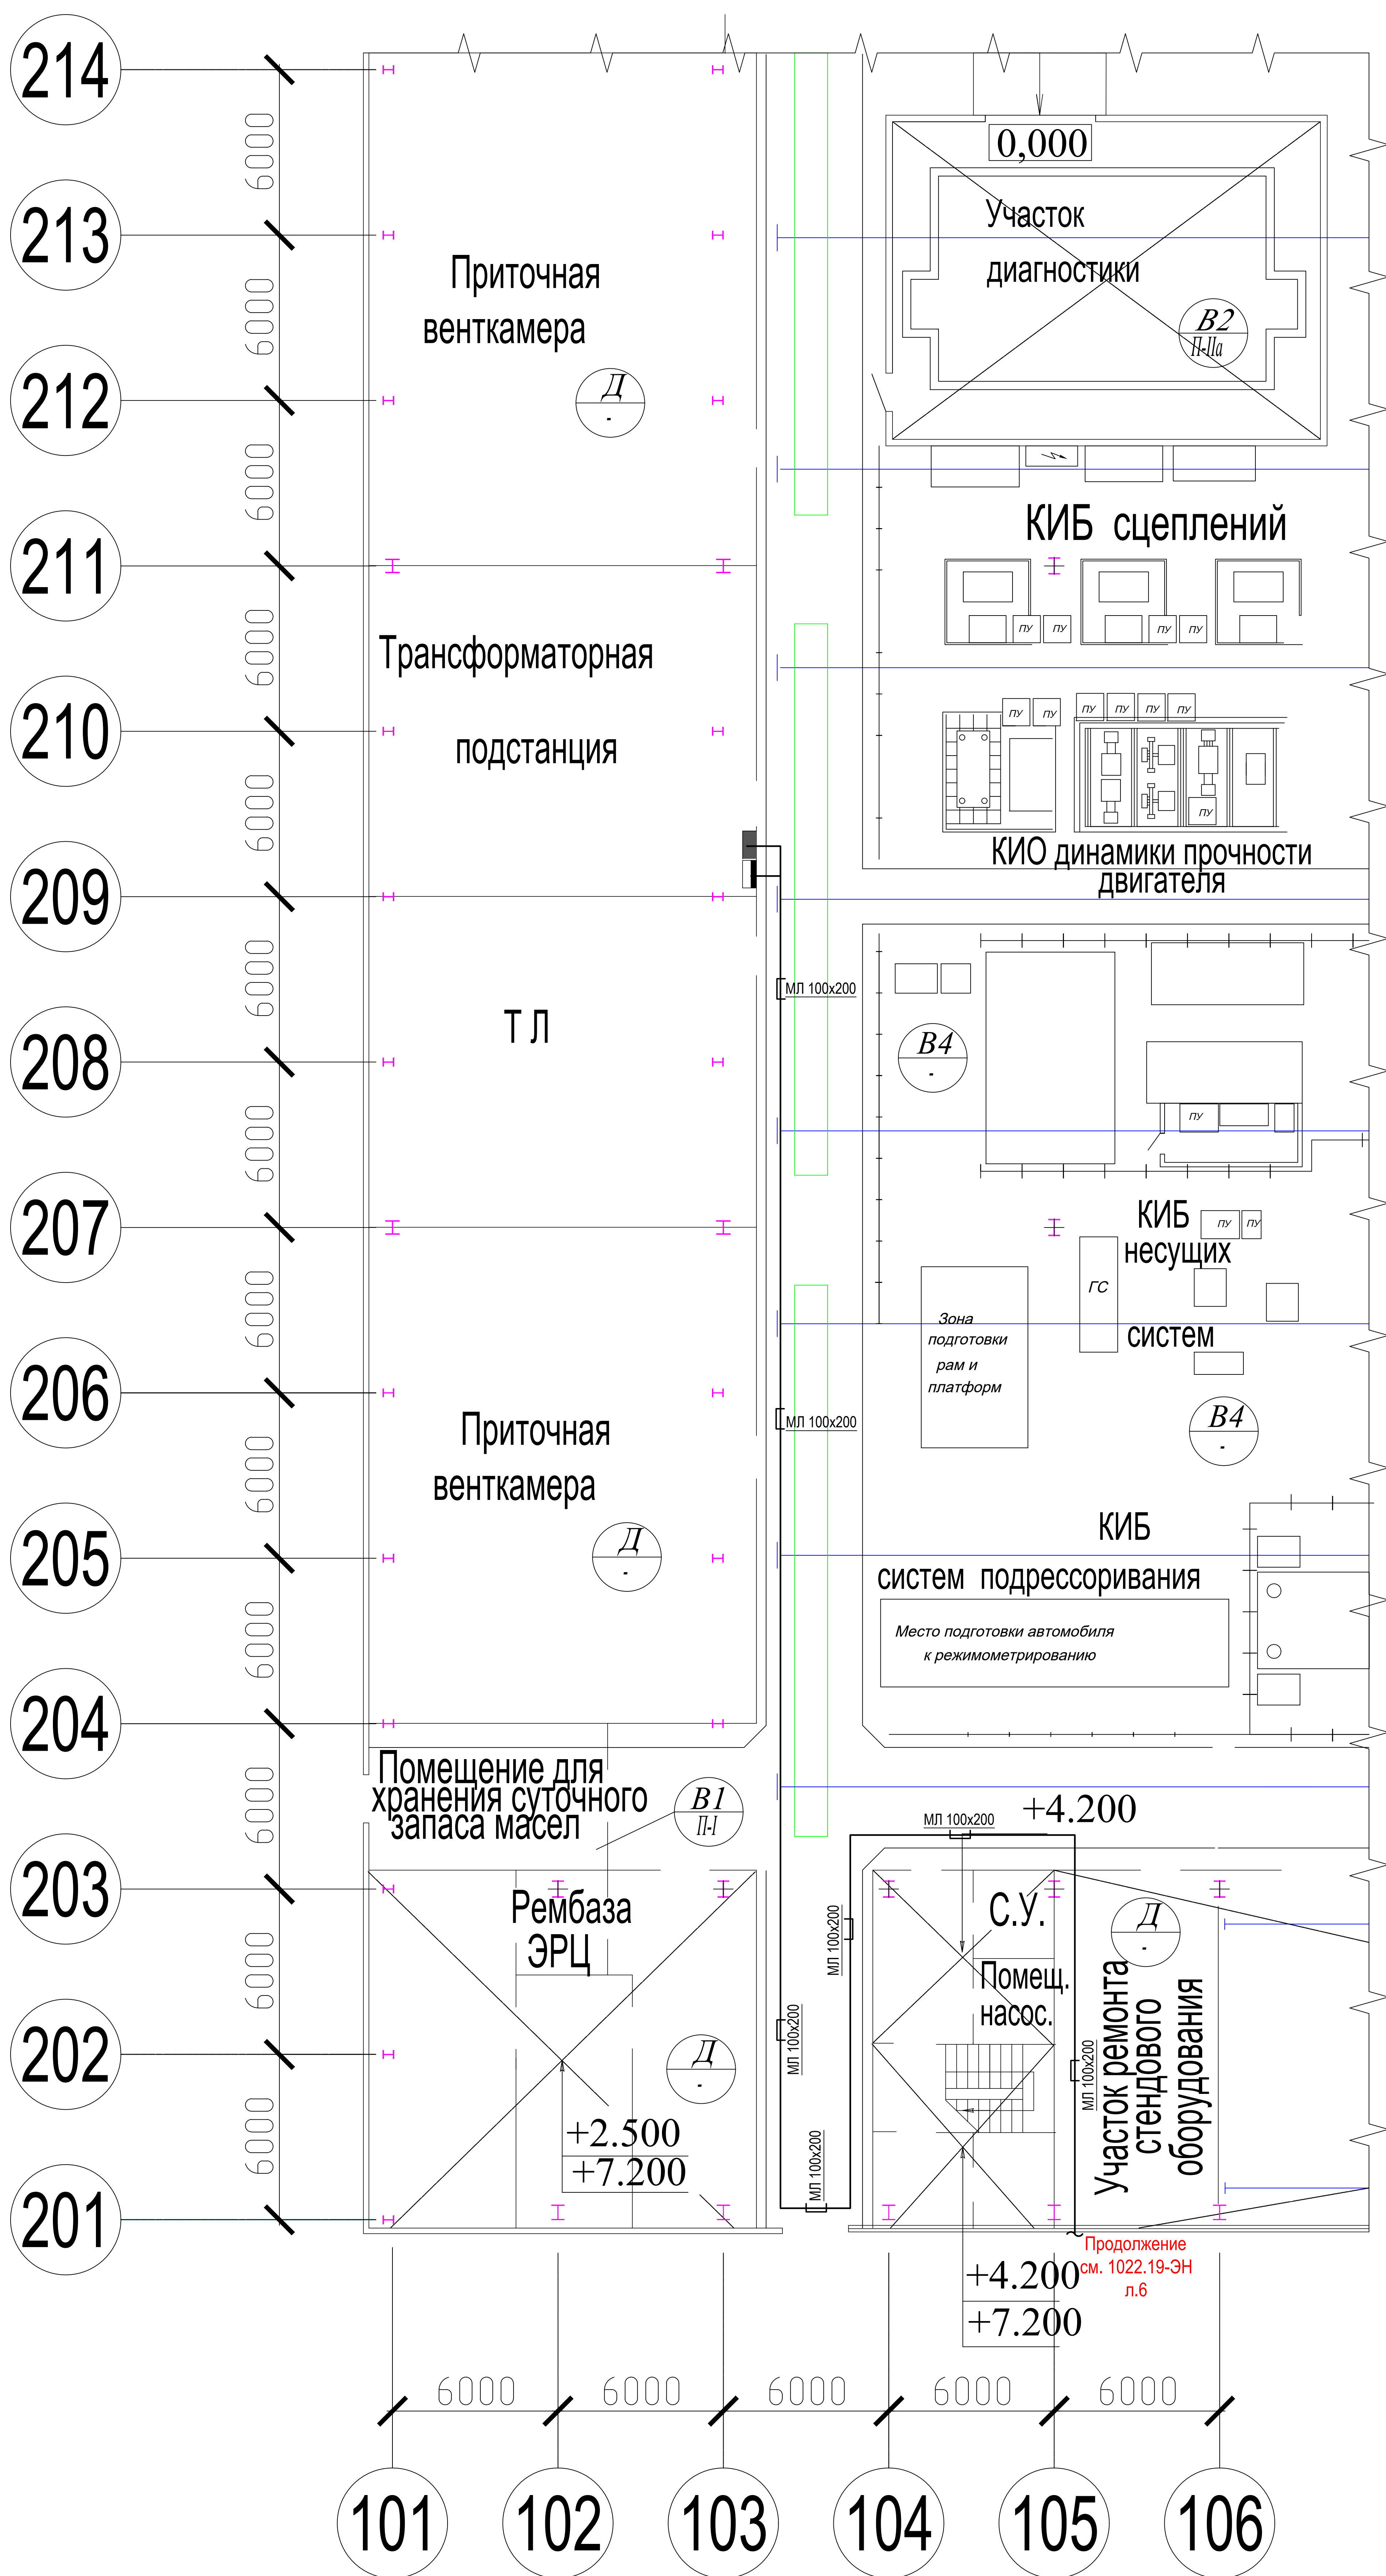 214
6000
0,000
213
Участок
диагностики
Приточная
венткамера
6000
В2
П-IIа
212
Д
-
6000
КИБ сцеплений
211
6000
ПУ ПУ ПУ ПУ
Трансформаторная
подстанция
210
ПУ ПУ ПУ ПУ ПУ ПУ
ПУ
6000
КИО динамики прочности
двигателя
209
6000
МЛ 100х200
Т Л
208
В4
-
ПУ
6000
207
КИБ
несущих
систем
ПУ ПУ
ГС
6000
Зона
подготовки
рам и
платформ
206
МЛ 100х200
В4
-
Приточная
венткамера
6000
КИБ
систем подрессоривания
205
Д
-
6000
Место подготовки автомобиля
к режимометрированию
204
Помещение для
хранения суточного
запаса масел
В1
П-I
6000
МЛ 100х200
+4.200
203
Рембаза
ЭРЦ
С.У.
Д
-
МЛ 100х200
Помещ.
насос.
6000
Участок ремонта
стендового
оборудования
202
МЛ 100х200
МЛ 100х200
Д
-
6000
+2.500
+7.200
МЛ 100х200
201
Продолжение
см. 1022.19-ЭН
л.6
+4.200
+7.200
6000 6000 6000 6000 6000
101 102 103 104 105 106